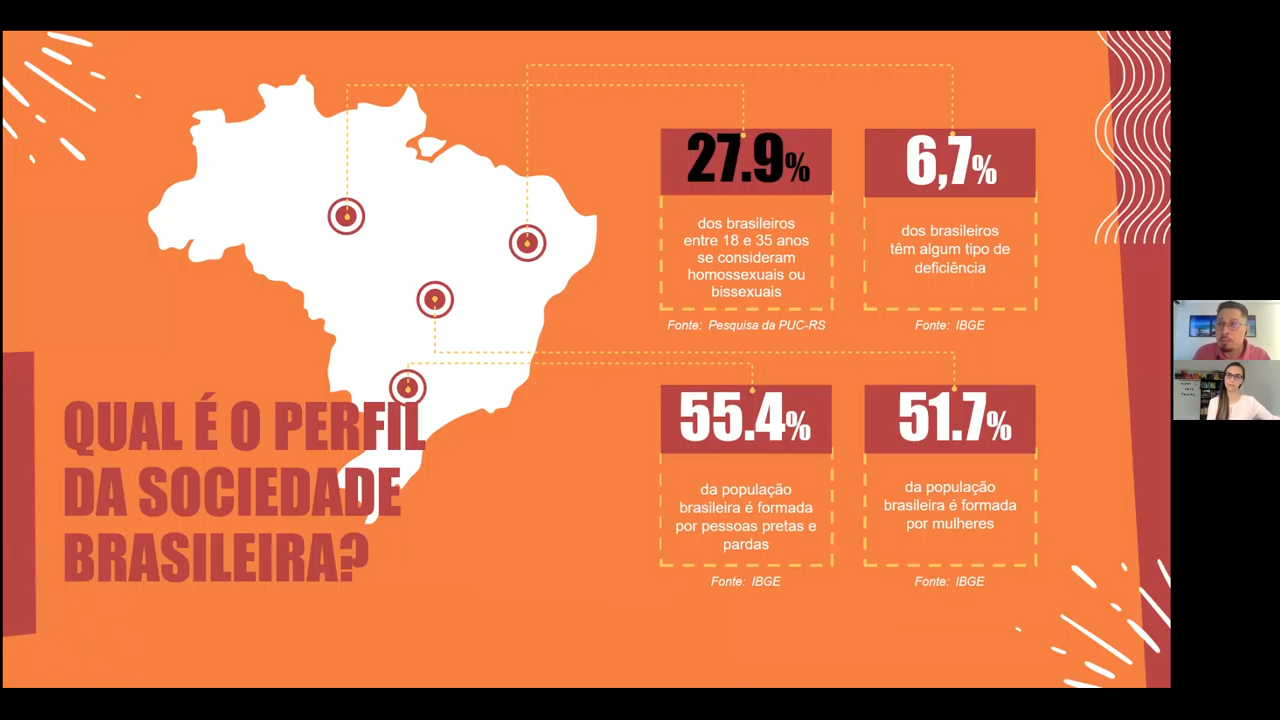 27.9%
dos brasileiros
entre 18 e 35 anos
se consideram
homossexuais ou
bissexuais
Fonte: Pesquisa da PUC-RS
6,7%
dos brasileiros
têm algum tipo de
deficiência
Fonte: IBGE
QUAL É O PERFIL
DA SOCIEDADE
BRASILEIRA?
55.4%
da população
brasileira é formada
por pessoas pretas e
pardas
Fonte: IBGE
51.7%
da população
brasileira é formada
por mulheres
Fonte: IBGE